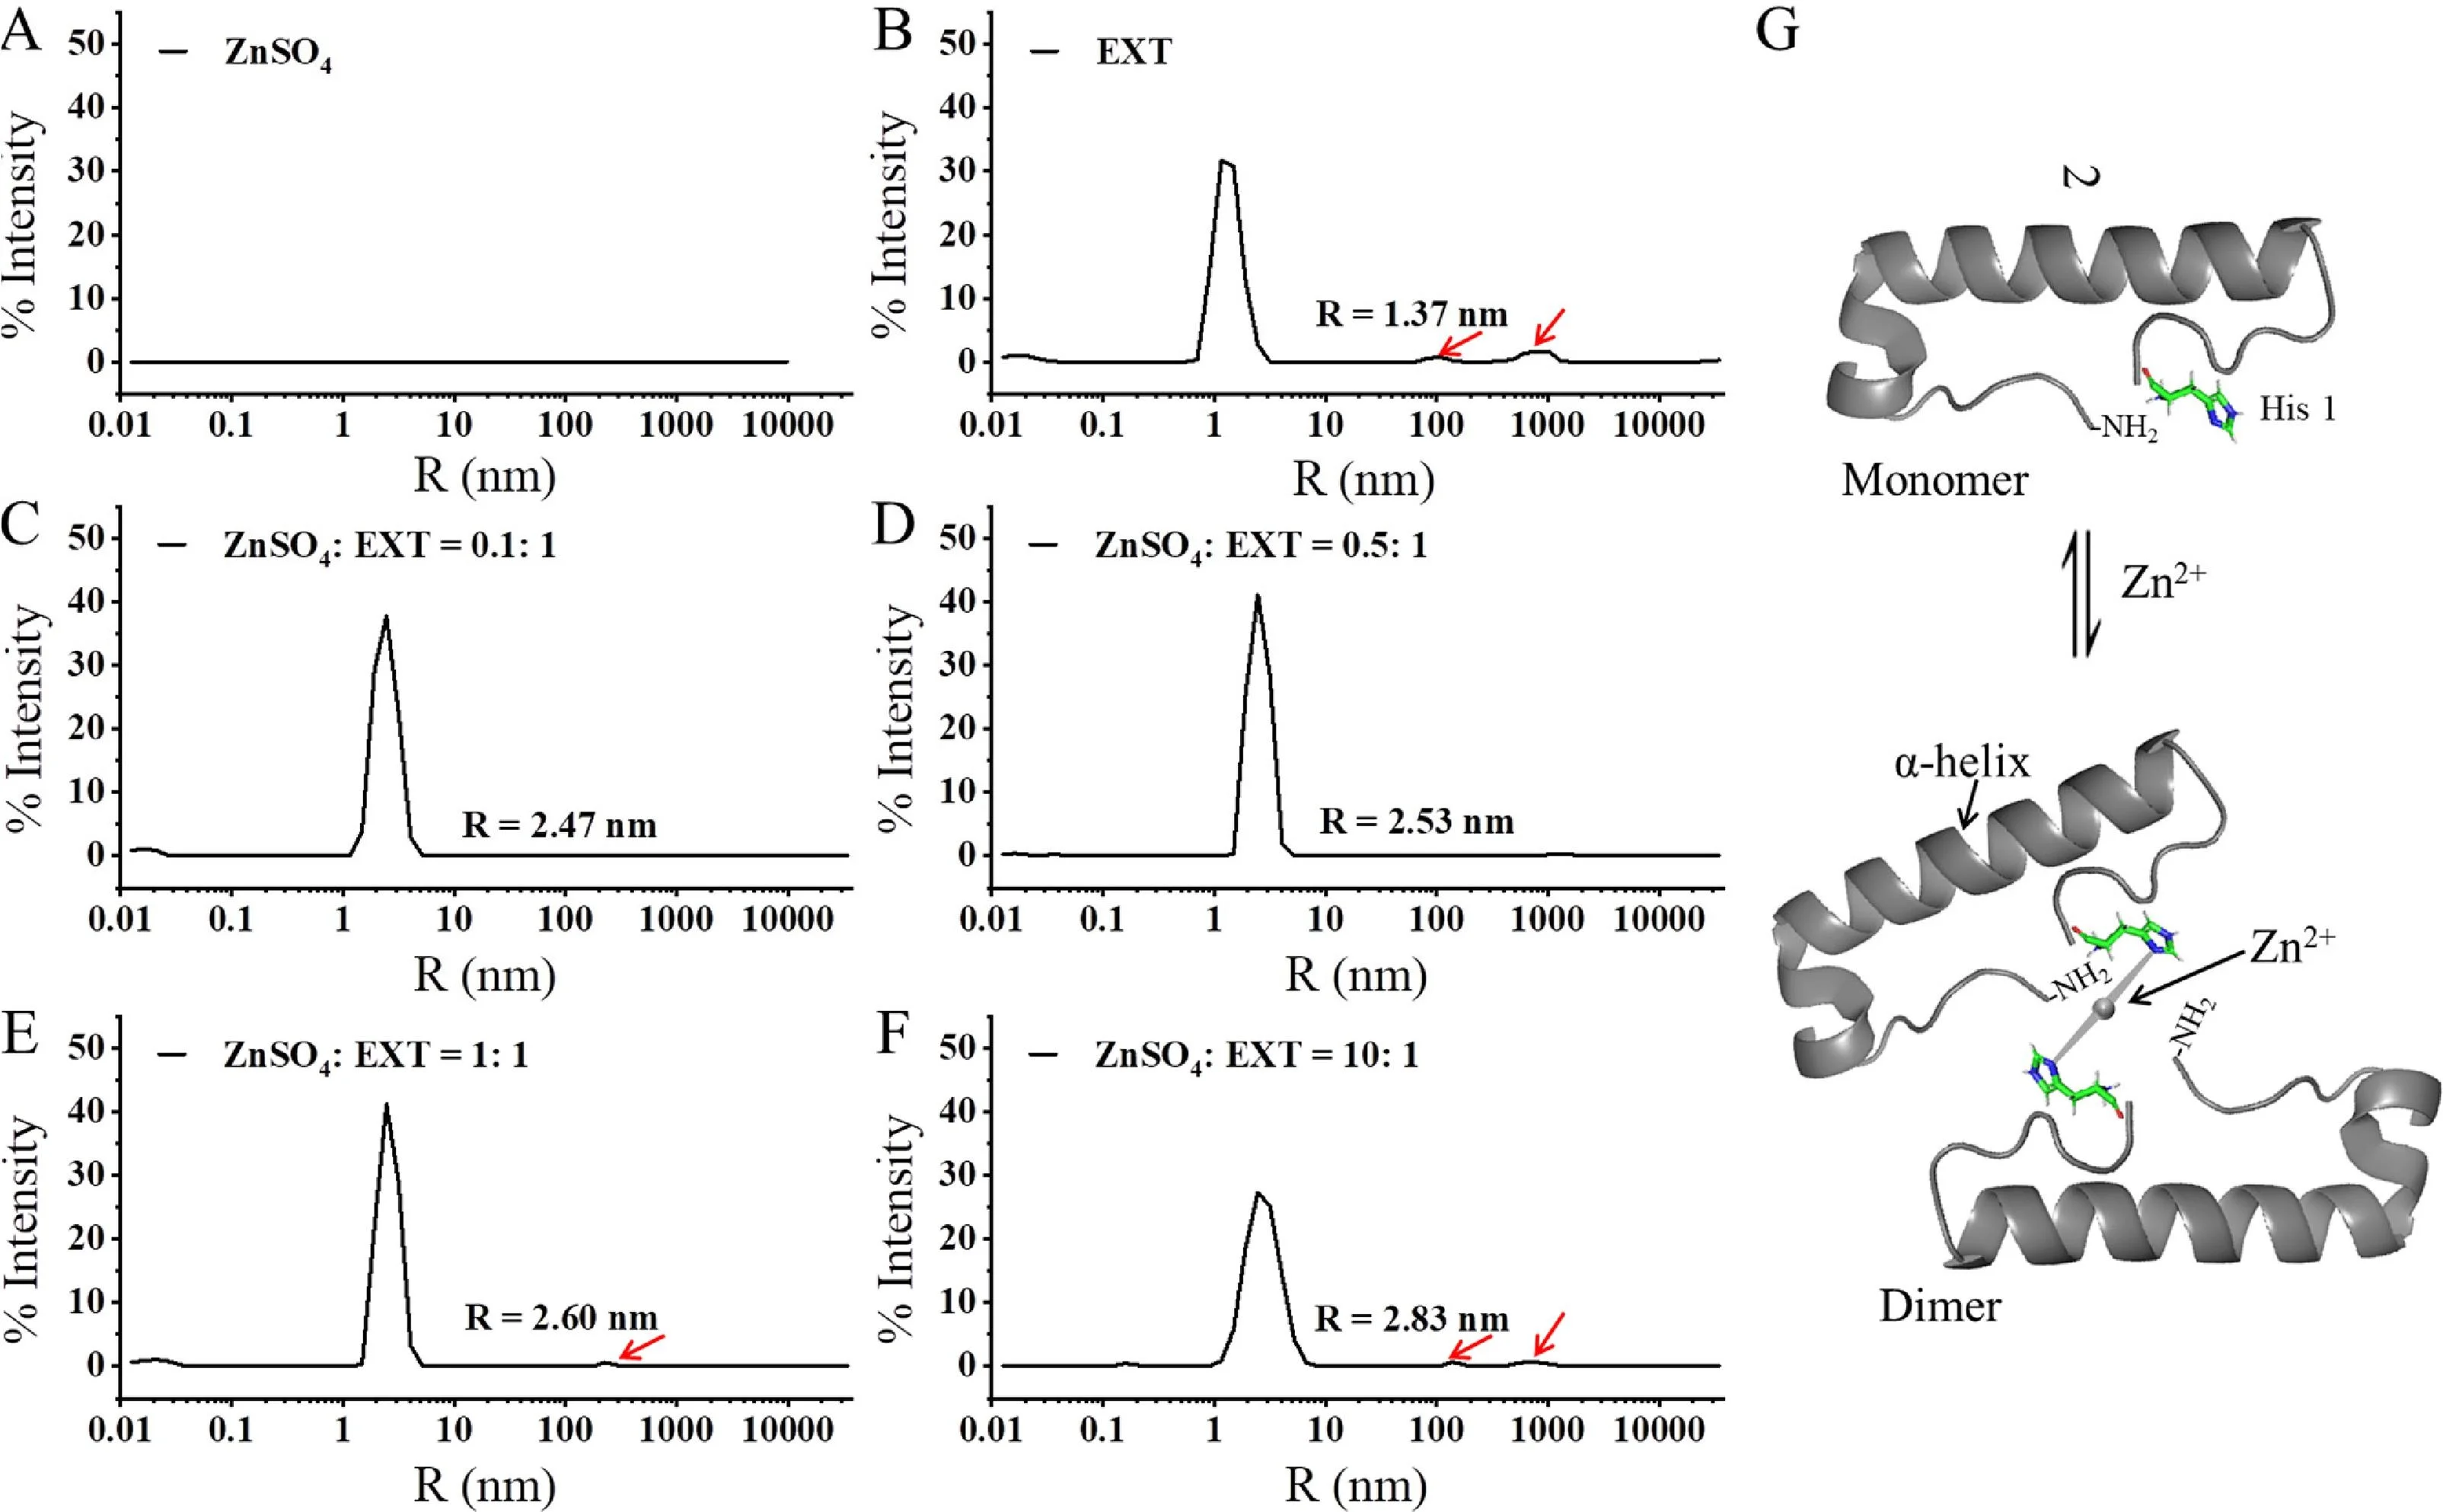 A
50
40
30
20
10
0
% Intensity
— ZnSO₄
0.01 0.1 1 10 100 1000 10000
R (nm)
B
50
40
30
20
10
0
% Intensity
— EXT
R = 1.37 nm
0.01 0.1 1 10 100 1000 10000
R (nm)
C
50
40
30
20
10
0
% Intensity
— ZnSO₄: EXT = 0.1: 1
R = 2.47 nm
0.01 0.1 1 10 100 1000 10000
R (nm)
D
50
40
30
20
10
0
% Intensity
— ZnSO₄: EXT = 0.5: 1
R = 2.53 nm
0.01 0.1 1 10 100 1000 10000
R (nm)
E
50
40
30
20
10
0
% Intensity
— ZnSO₄: EXT = 1: 1
R = 2.60 nm
0.01 0.1 1 10 100 1000 10000
R (nm)
F
50
40
30
20
10
0
% Intensity
— ZnSO₄: EXT = 10: 1
R = 2.83 nm
0.01 0.1 1 10 100 1000 10000
R (nm)
G
2
-NH₂
His 1
Monomer
Zn²⁺
α-helix
Zn²⁺
-NH₂
-NH₂
Dimer